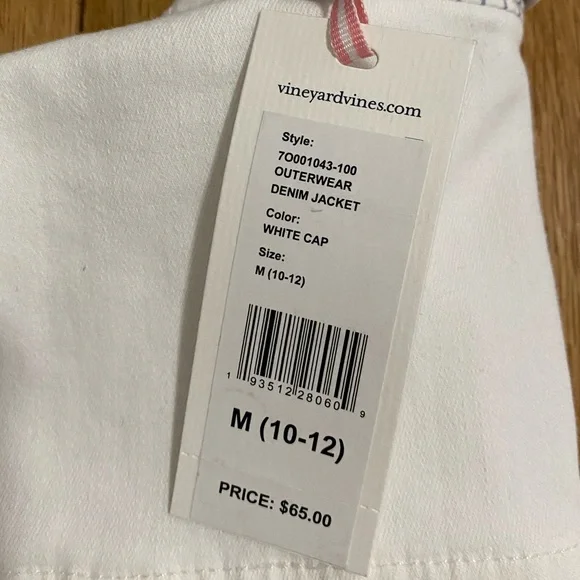 vineyardvines.com
Style:
7O001043-100
OUTERWEAR
DENIM JACKET
Color:
WHITE CAP
Size:
M (10-12)
1 93512 28060 9
M (10-12)
PRICE: $65.00